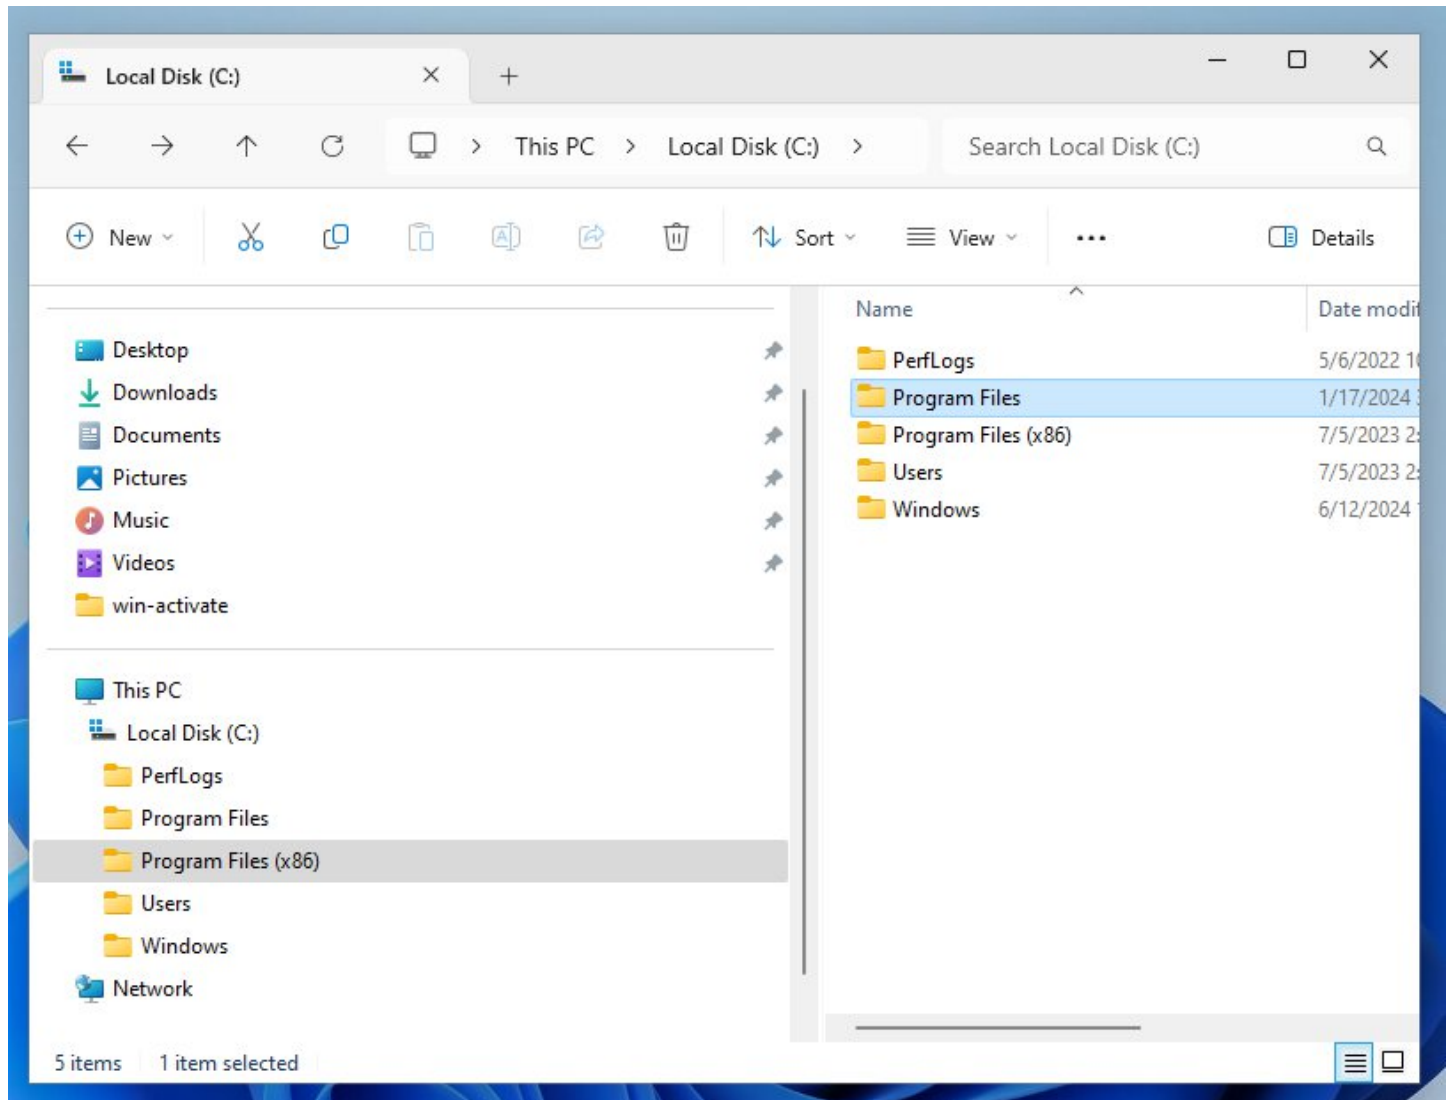 Local Disk (C:)
This PC > Local Disk (C:) > Search Local Disk (C:)
New Sort View ... Details
Name Date modif
Desktop
Downloads
Documents
Pictures
Music
Videos
win-activate
This PC
Local Disk (C:)
PerfLogs
Program Files
Program Files (x86)
Users
Windows
Network
PerfLogs 5/6/2022
Program Files 1/17/2024
Program Files (x86) 7/5/2023 2:
Users 7/5/2023 2:
Windows 6/12/2024
5 items 1 item selected